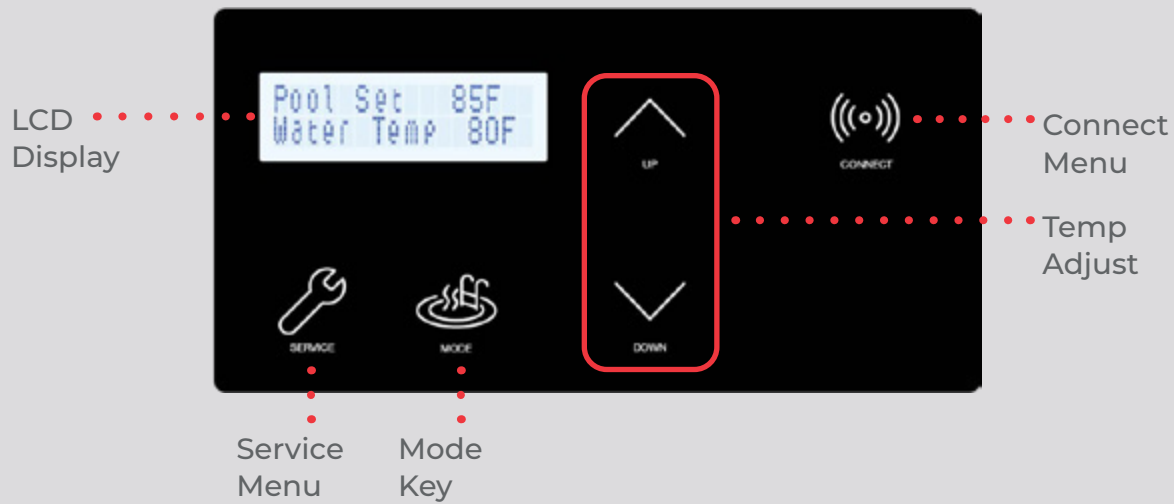 Pool Set 85F
Water Temp 80F
LCD
Display
UP
CONNECT
Connect
Menu
Temp
Adjust
SERVICE
MODE
DOWN
Service
Menu
Mode
Key